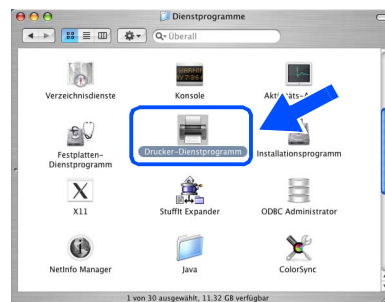 Dienstprogramme
Überall
Verzeichnisdienste
Konsole
Festplatten-
Dienstprogramm
Drucker-Dienstprogramm
Installationsprogramm
X11
StuffIt Expander
ODBC Administrator
NetInfo Manager
Java
ColorSync
1 von 30 ausgewählt, 11.32 GB verfügbar